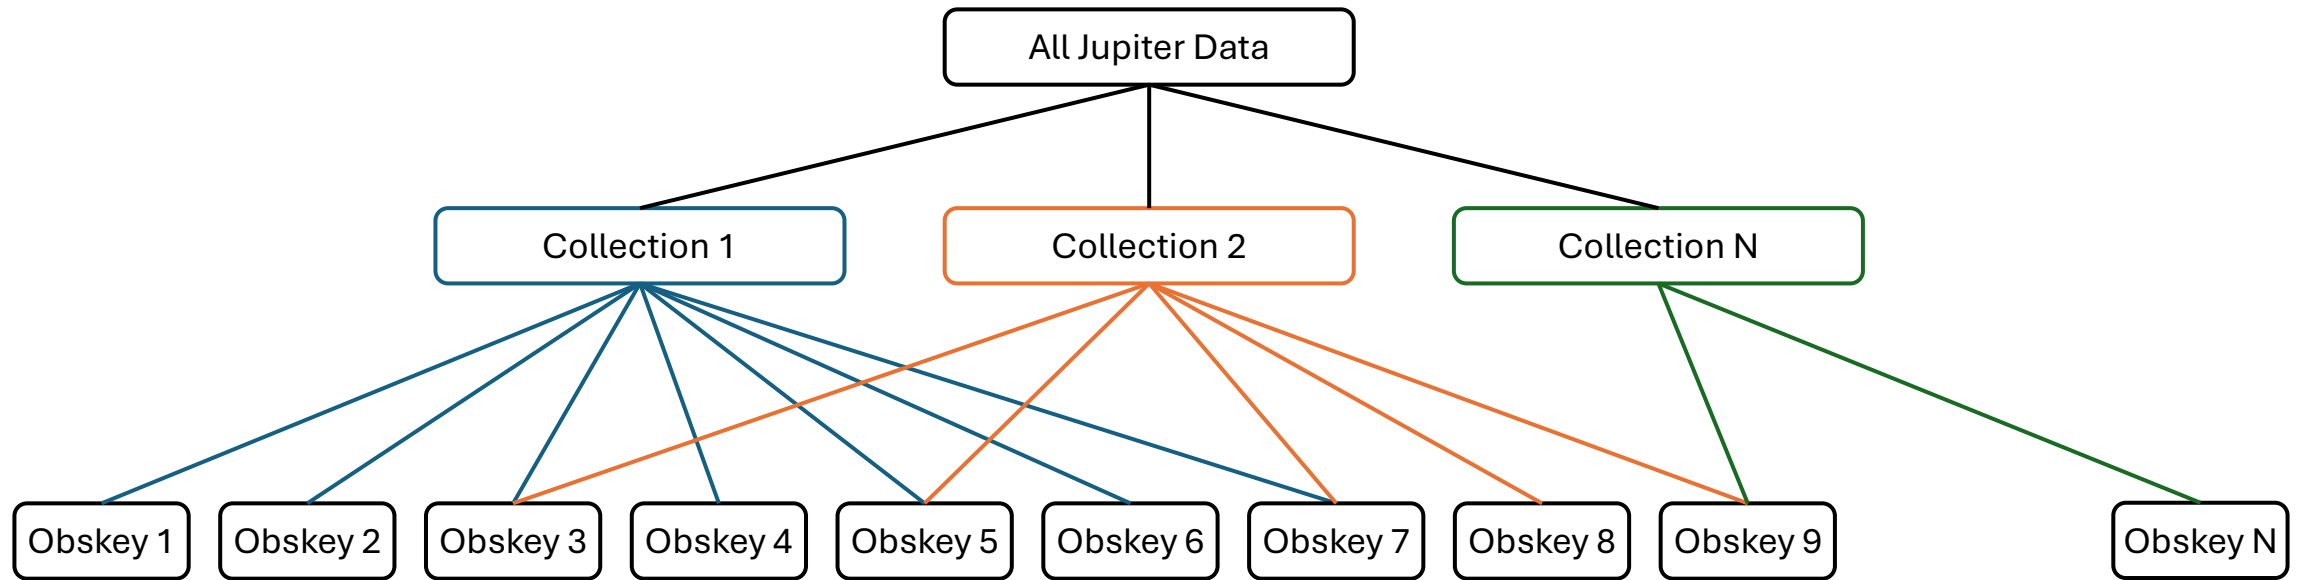 All Jupiter Data
Collection 1
Collection 2
Collection N
Obskey 1
Obskey 2
Obskey 3
Obskey 4
Obskey 5
Obskey 6
Obskey 7
Obskey 8
Obskey 9
Obskey N